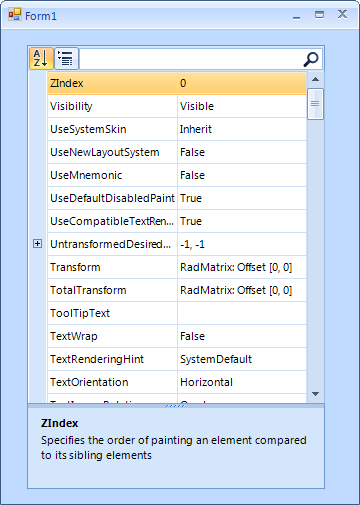 Form1
A
Z
ZIndex 0
Visibility Visible
UseSystemSkin Inherit
UseNewLayoutSystem False
UseMnemonic False
UseDefaultDisabledPaint True
UseCompatibleTextRen... True
UntransformedDesired... -1, -1
Transform RadMatrix: Offset [0, 0]
TotalTransform RadMatrix: Offset [0, 0]
ToolTipText
TextWrap False
TextRenderingHint SystemDefault
TextOrientation Horizontal
ZIndex
Specifies the order of painting an element compared
to its sibling elements